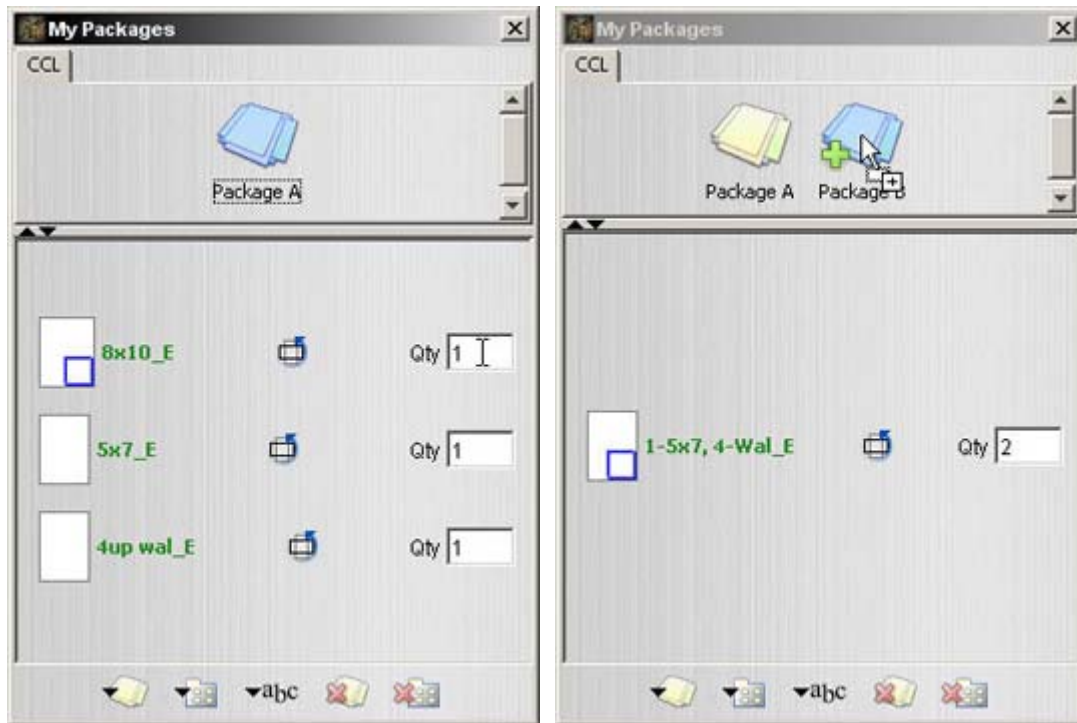 My Packages
CCL
Package A
8x10_E
Qty 1
5x7_E
Qty 1
4up wal_E
Qty 1
abc
My Packages
CCL
Package A
Package B
1-5x7, 4-Wal_E
Qty 2
abc